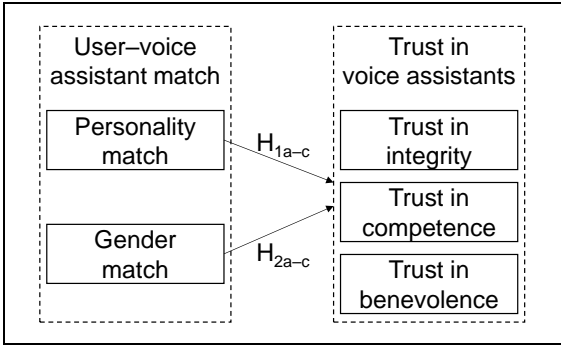 User–voice
assistant match
Personality
match
Gender
match
H1a–c
H2a–c
Trust in
voice assistants
Trust in
integrity
Trust in
competence
Trust in
benevolence